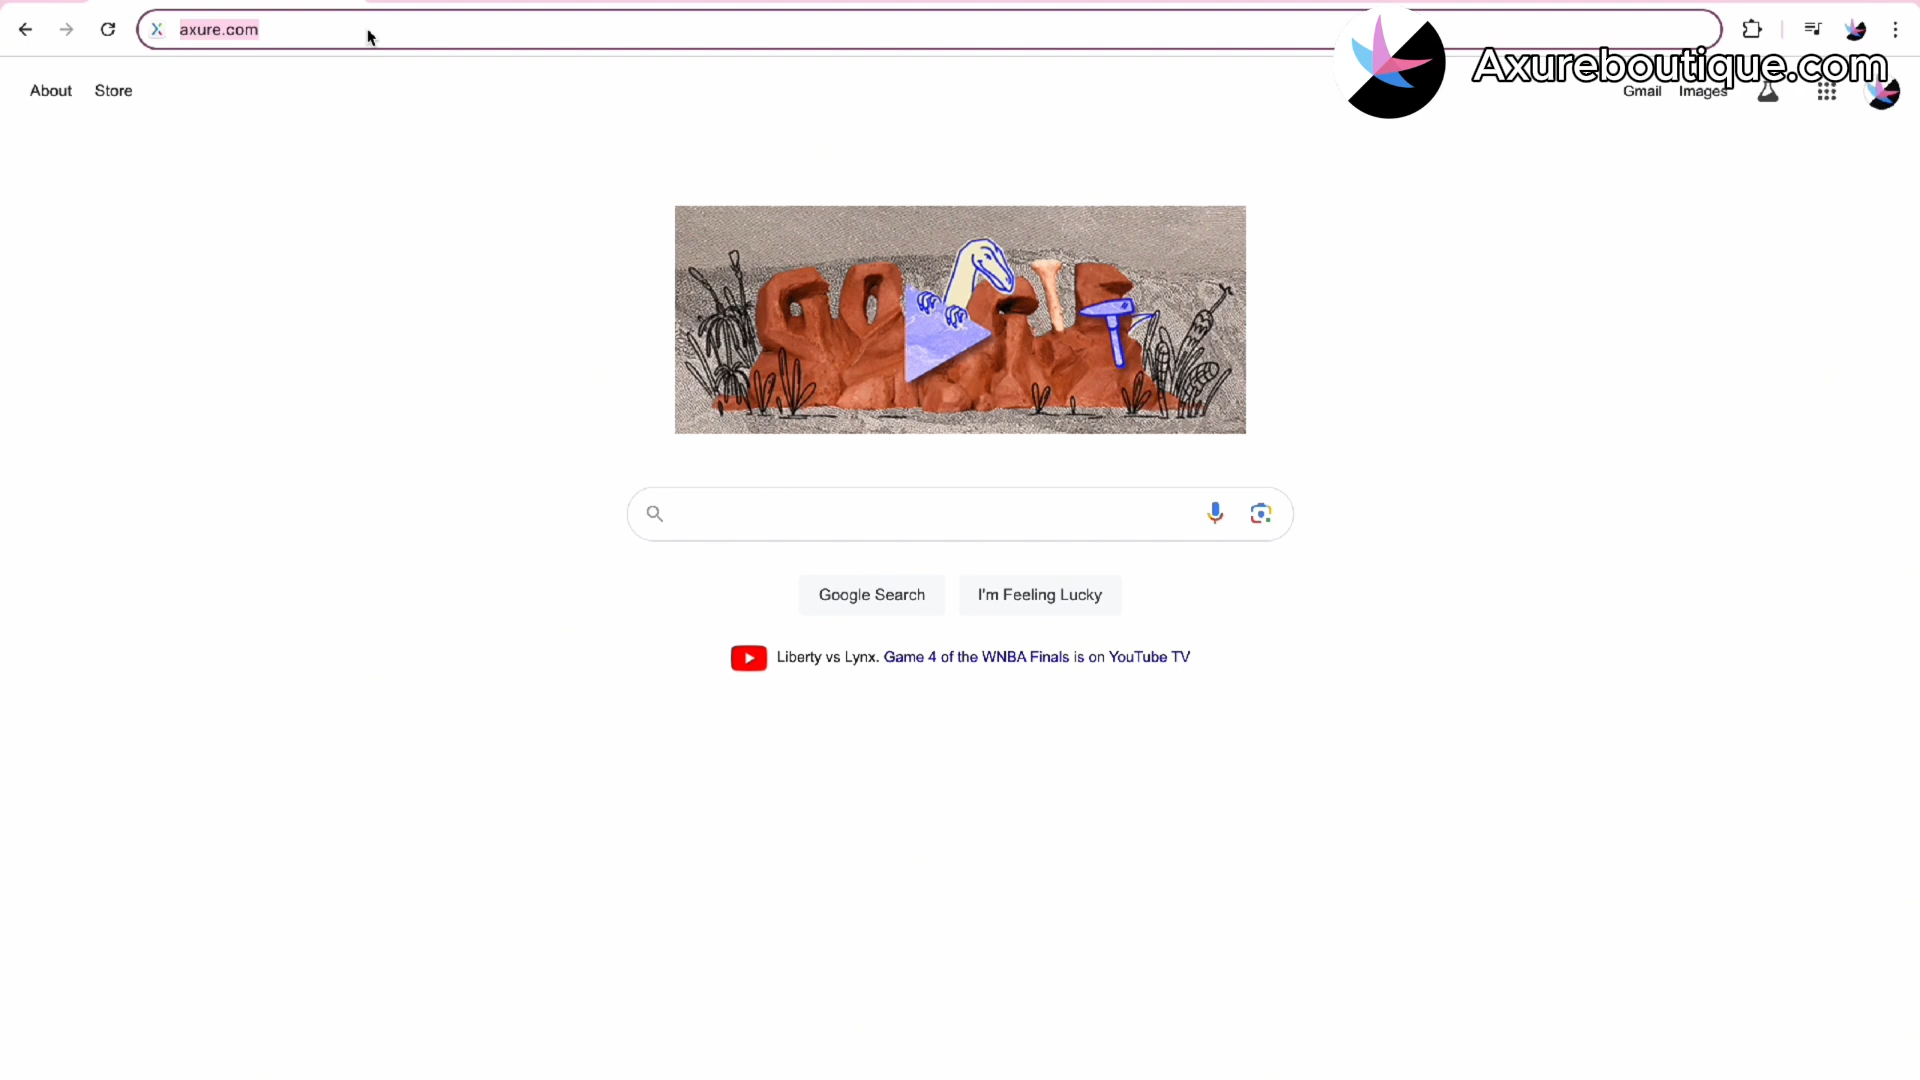 axure.com
Axureboutique.com
About Store
Gmail Images
GOOGLE
Google Search I'm Feeling Lucky
Liberty vs Lynx. Game 4 of the WNBA Finals is on YouTube TV